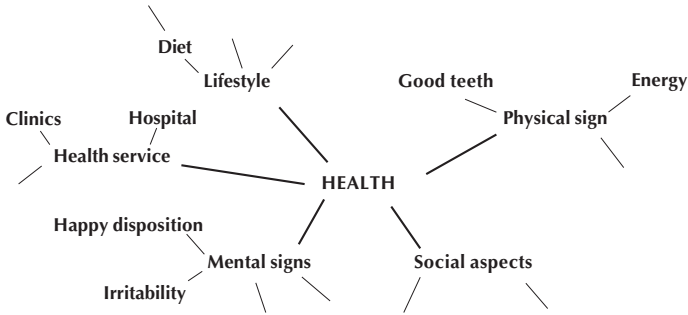 Diet
Lifestyle
Good teeth
Energy
Clinics
Hospital
Physical sign
Health service
HEALTH
Happy disposition
Mental signs
Social aspects
Irritability